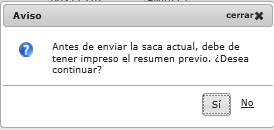 Aviso cerrar
Antes de enviar la saca actual, debe de
tener impreso el resumen previo. ¿Desea
continuar?
Sí No